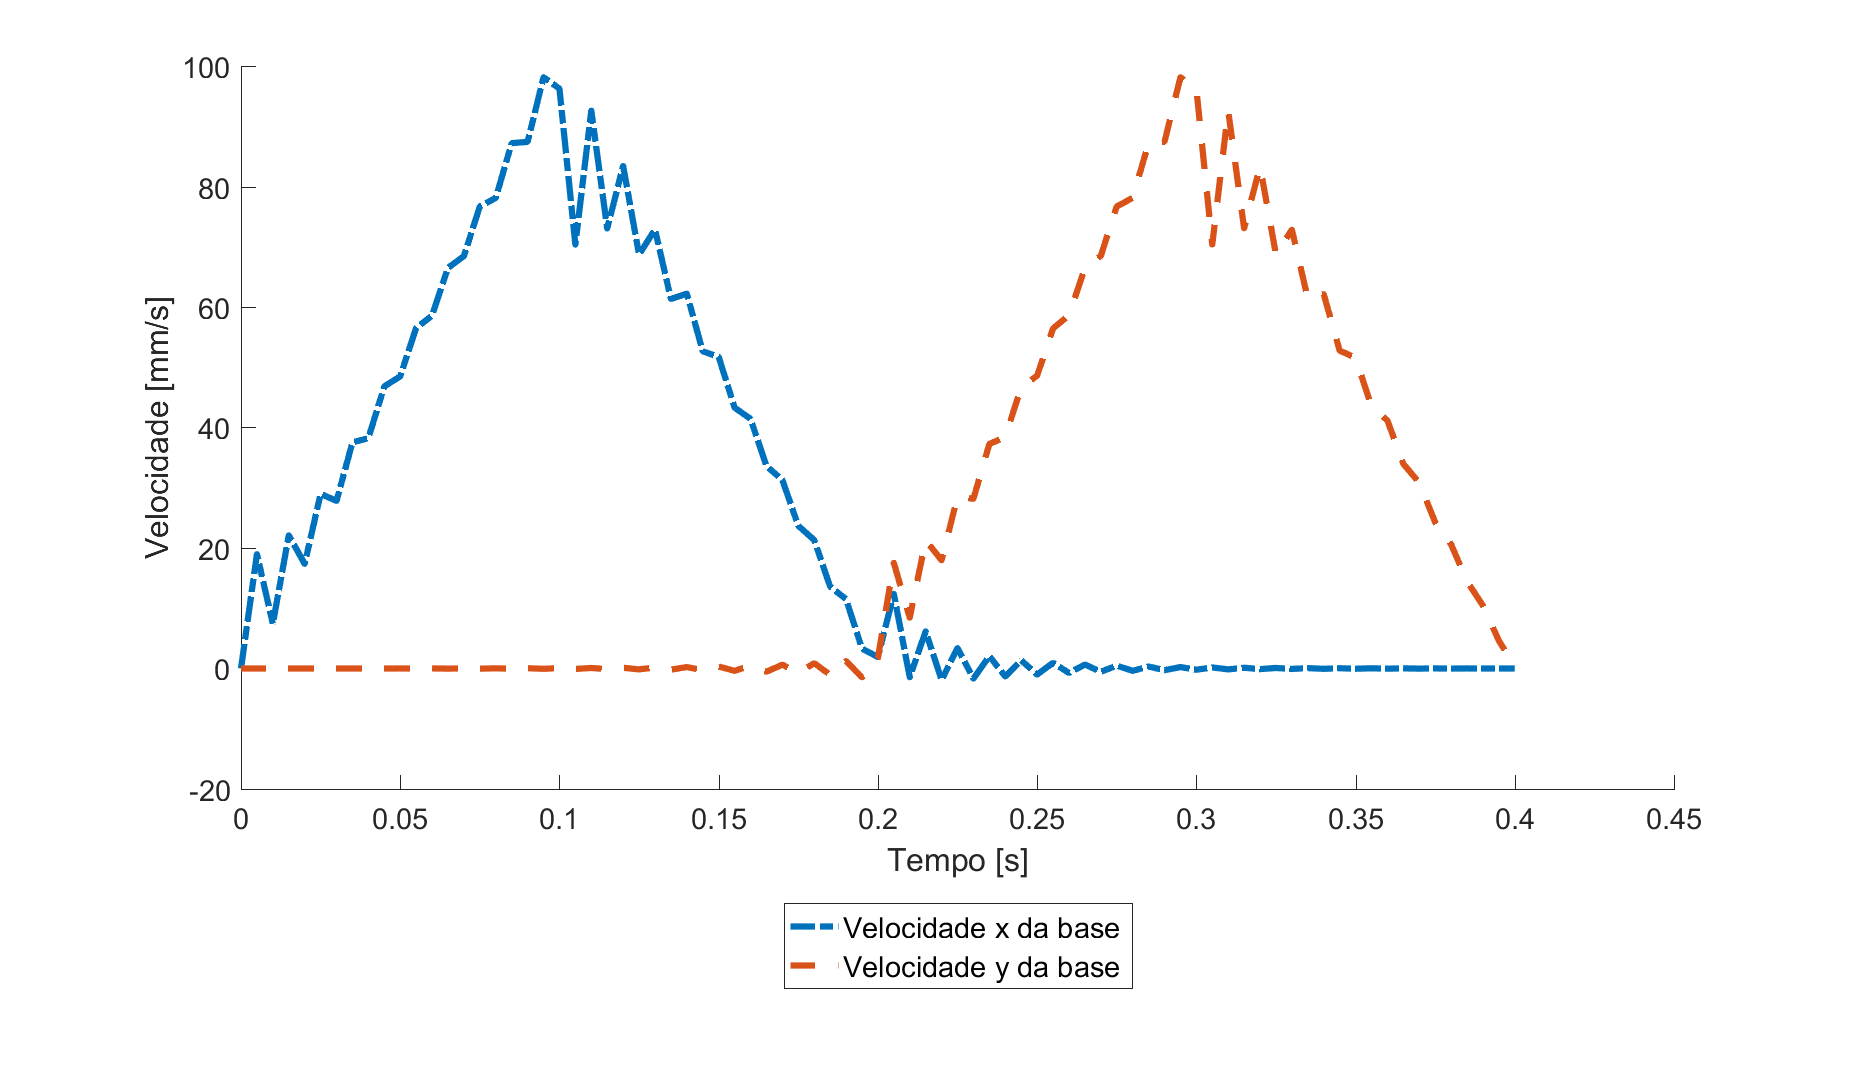 100
80
60
40
20
0
-20
Velocidade [mm/s]
0 0.05 0.1 0.15 0.2 0.25 0.3 0.35 0.4 0.45
Tempo [s]
Velocidade x da base
Velocidade y da base